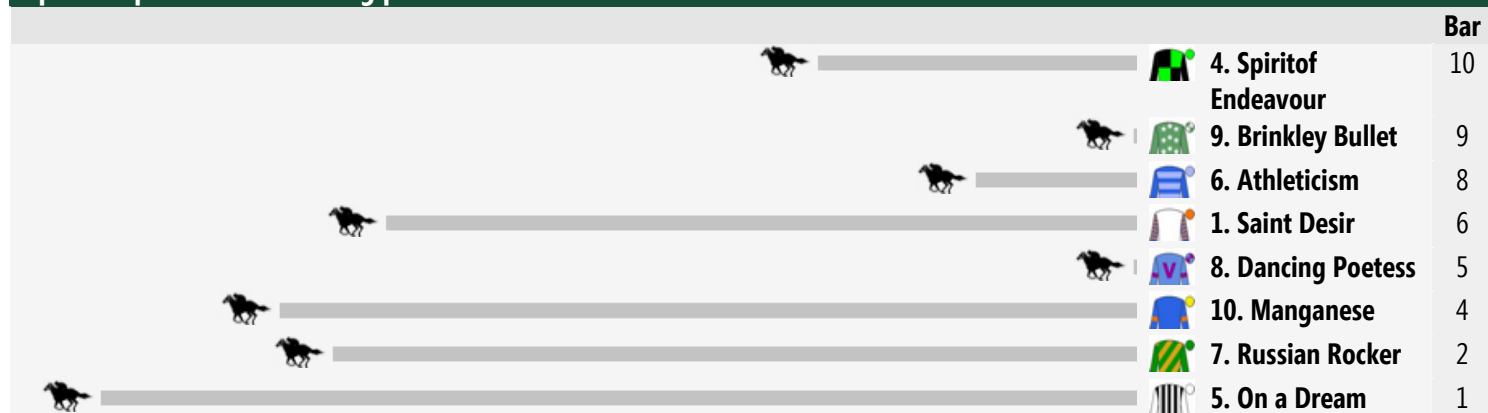 Bar
4. Spiritof 10
Endeavour
9. Brinkley Bullet 9
6. Athleticism 8
1. Saint Desir 6
V 8. Dancing Poetess 5
10. Manganese 4
7. Russian Rocker 2
5. On a Dream 1